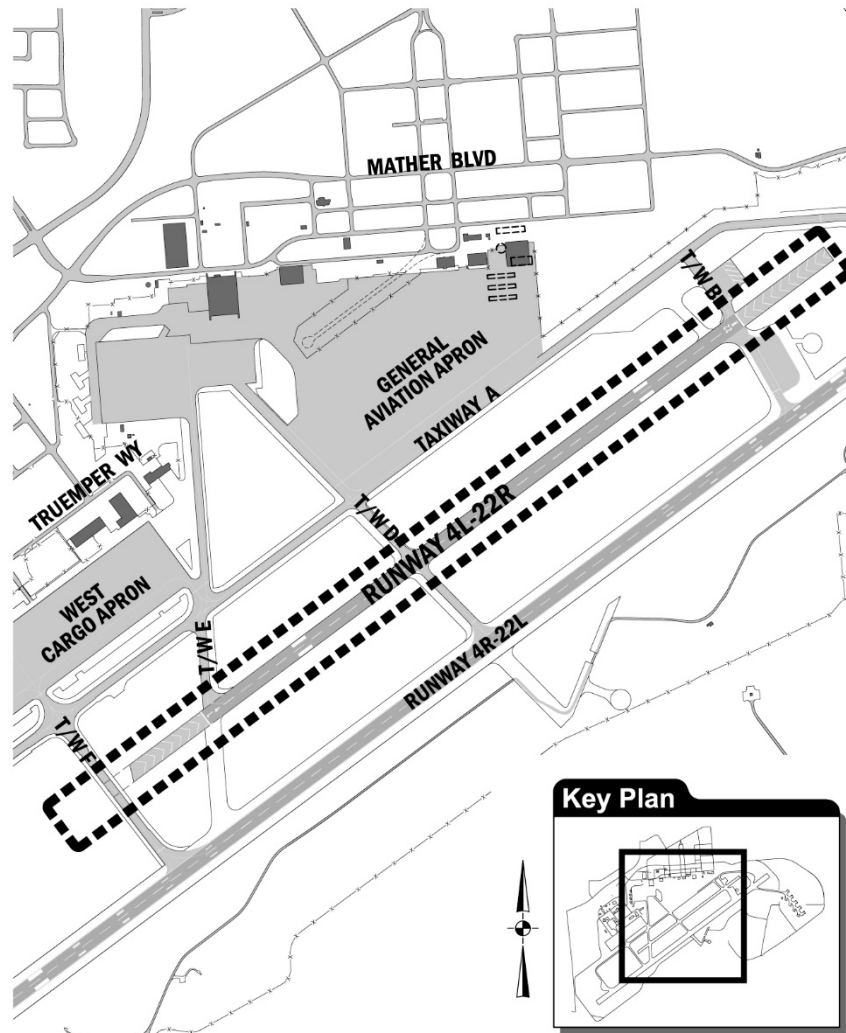 MATHER BLVD
T/W B
GENERAL
AVIATION APRON
TAXIWAY A
TRUEMPER WY
T/W D
RUNWAY 4L-22R
WEST
CARGO APRON
T/W E
RUNWAY 4R-22L
T/W F
Key Plan